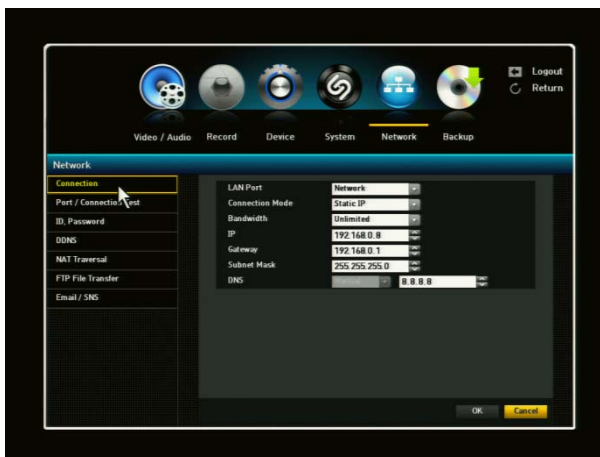 Logout
Return
Video / Audio Record Device System Network Backup
Network
Connection
Port / Connectio est
ID, Password
DDNS
NAT Traversal
FTP File Transfer
Email / SNS
LAN Port Network
Connection Mode Static IP
Bandwidth Unlimited
IP 192.168.0.8
Gateway 192.168.0.1
Subnet Mask 255.255.255.0
DNS 8.8.8.8
OK Cancel